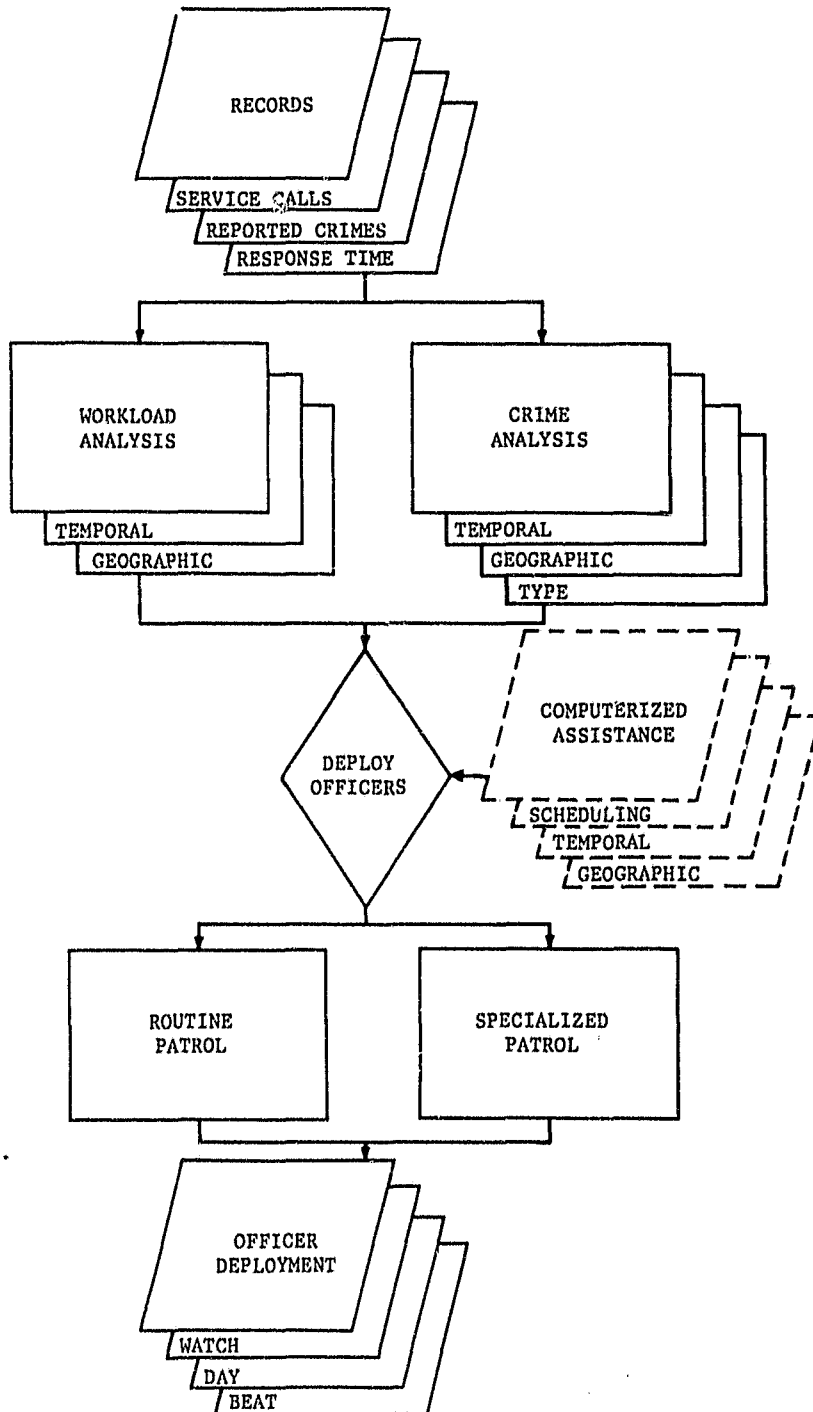 RECORDS
SERVICE CALLS
REPORTED CRIMES
RESPONSE TIME
WORKLOAD
ANALYSIS
TEMPORAL
GEOGRAPHIC
CRIME
ANALYSIS
TEMPORAL
GEOGRAPHIC
TYPE
COMPUTERIZED
ASSISTANCE
SCHEDULING
TEMPORAL
GEOGRAPHIC
DEPLOY
OFFICERS
ROUTINE
PATROL
SPECIALIZED
PATROL
OFFICER
DEPLOYMENT
WATCH
DAY
BEAT